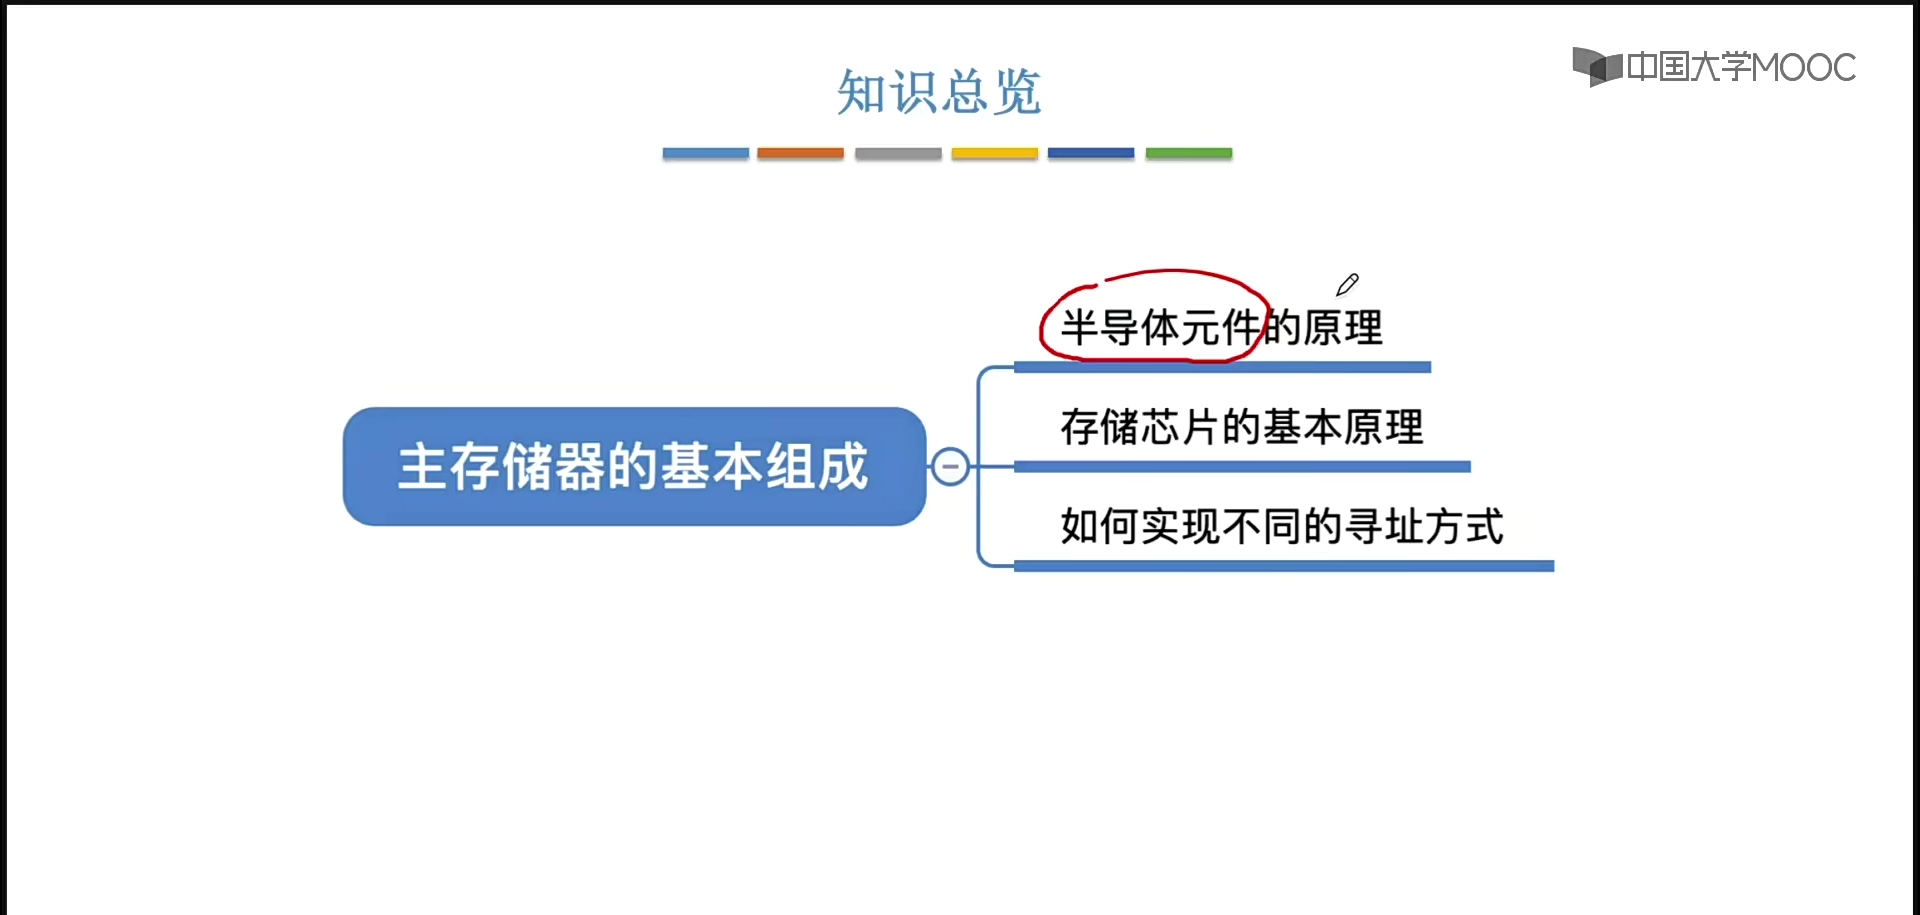 中国大学MOOC
知识总览
半导体元件的原理
存储芯片的基本原理
主存储器的基本组成
如何实现不同的寻址方式